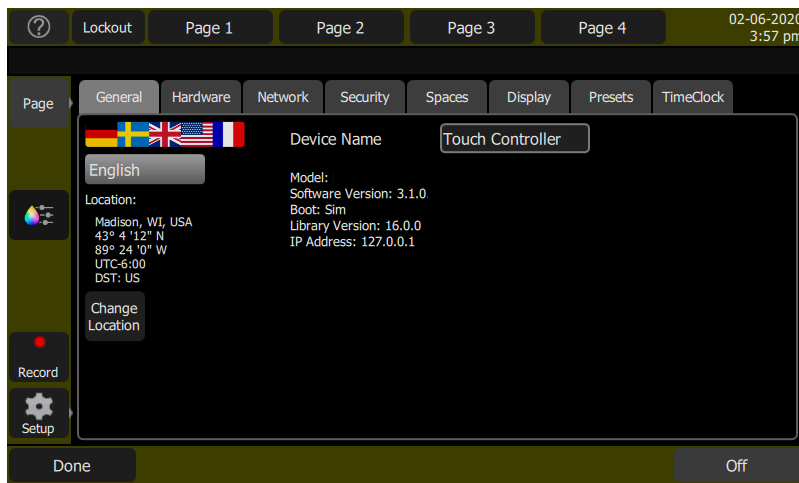 Lockout Page 1 Page 2 Page 3 Page 4 02-06-2020
3:57 pm
Page General Hardware Network Security Spaces Display Presets TimeClock
Device Name Touch Controller
English
Model:
Software Version: 3.1.0.
Boot: Sim
Library Version: 16.0.0
IP Address: 127.0.0.1
Location:
Madison, WI, USA
43° 4 '12" N
89° 24 '0" W
UTC-6:00
DST: US
Change
Location
Record
Setup
Done Off